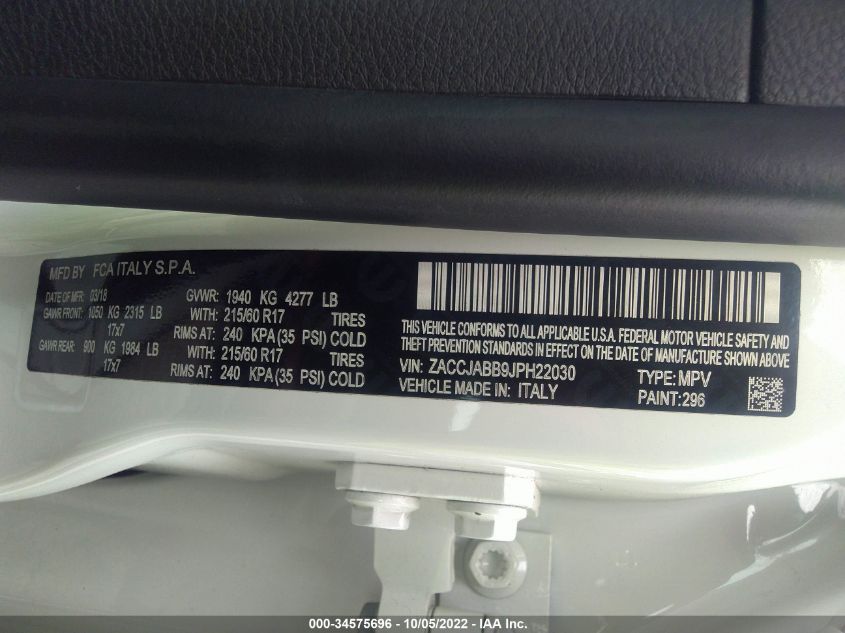 MFD BY FCA ITALY S.P.A.
DATE OF MFR: 03/18 GVWR: 1940 KG 4277 LB
GAWR FRONT: 1050 KG 2315 LB WITH: 215/60 R17 TIRES
17x7 RIMS AT: 240 KPA (35 PSI) COLD
GAWR REAR: 900 KG 1984 LB WITH: 215/60 R17 TIRES
17x7 RIMS AT: 240 KPA (35 PSI) COLD
THIS VEHICLE CONFORMS TO ALL APPLICABLE U.S.A. FEDERAL MOTOR VEHICLE SAFETY AND
THEFT PREVENTION STANDARDS IN EFFECT ON THE DATE OF MANUFACTURE SHOWN ABOVE
VIN: ZACCJABB9JPH22030 TYPE: MPV
VEHICLE MADE IN: ITALY PAINT:296
000-34575696 - 10/05/2022 - IAA Inc.